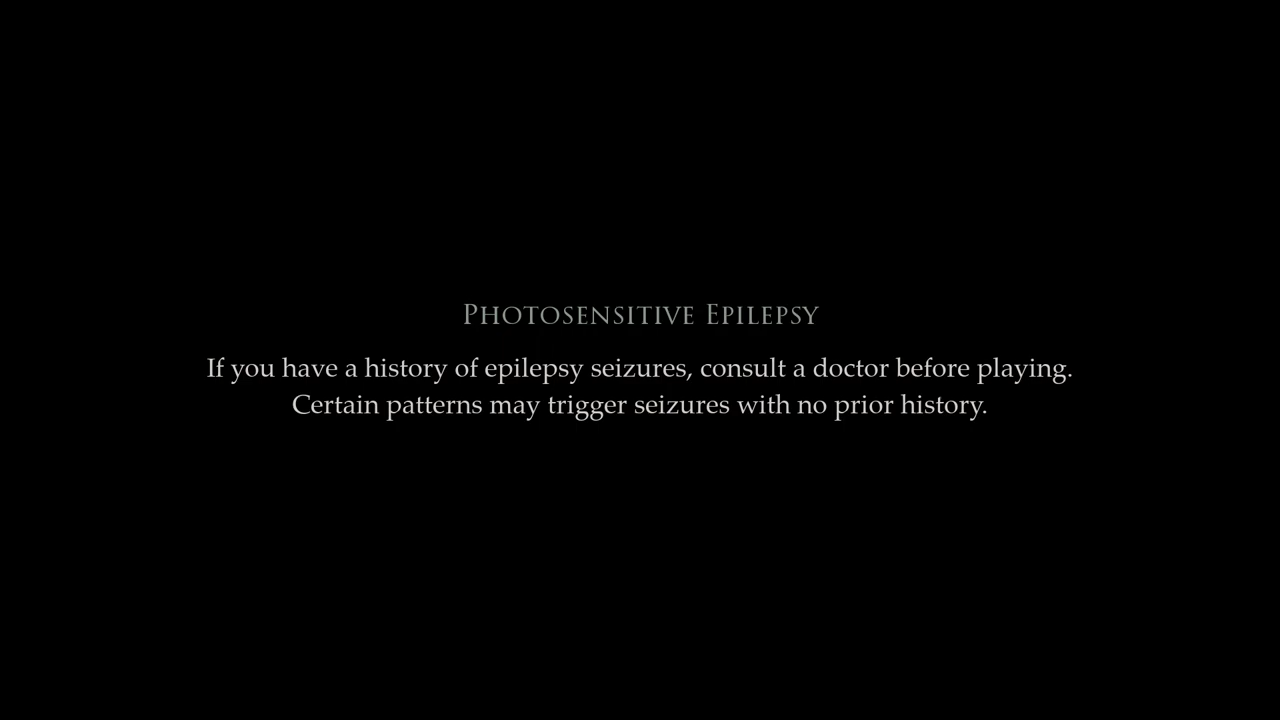 Photosensitive Epilepsy
If you have a history of epilepsy seizures, consult a doctor before playing.
Certain patterns may trigger seizures with no prior history.